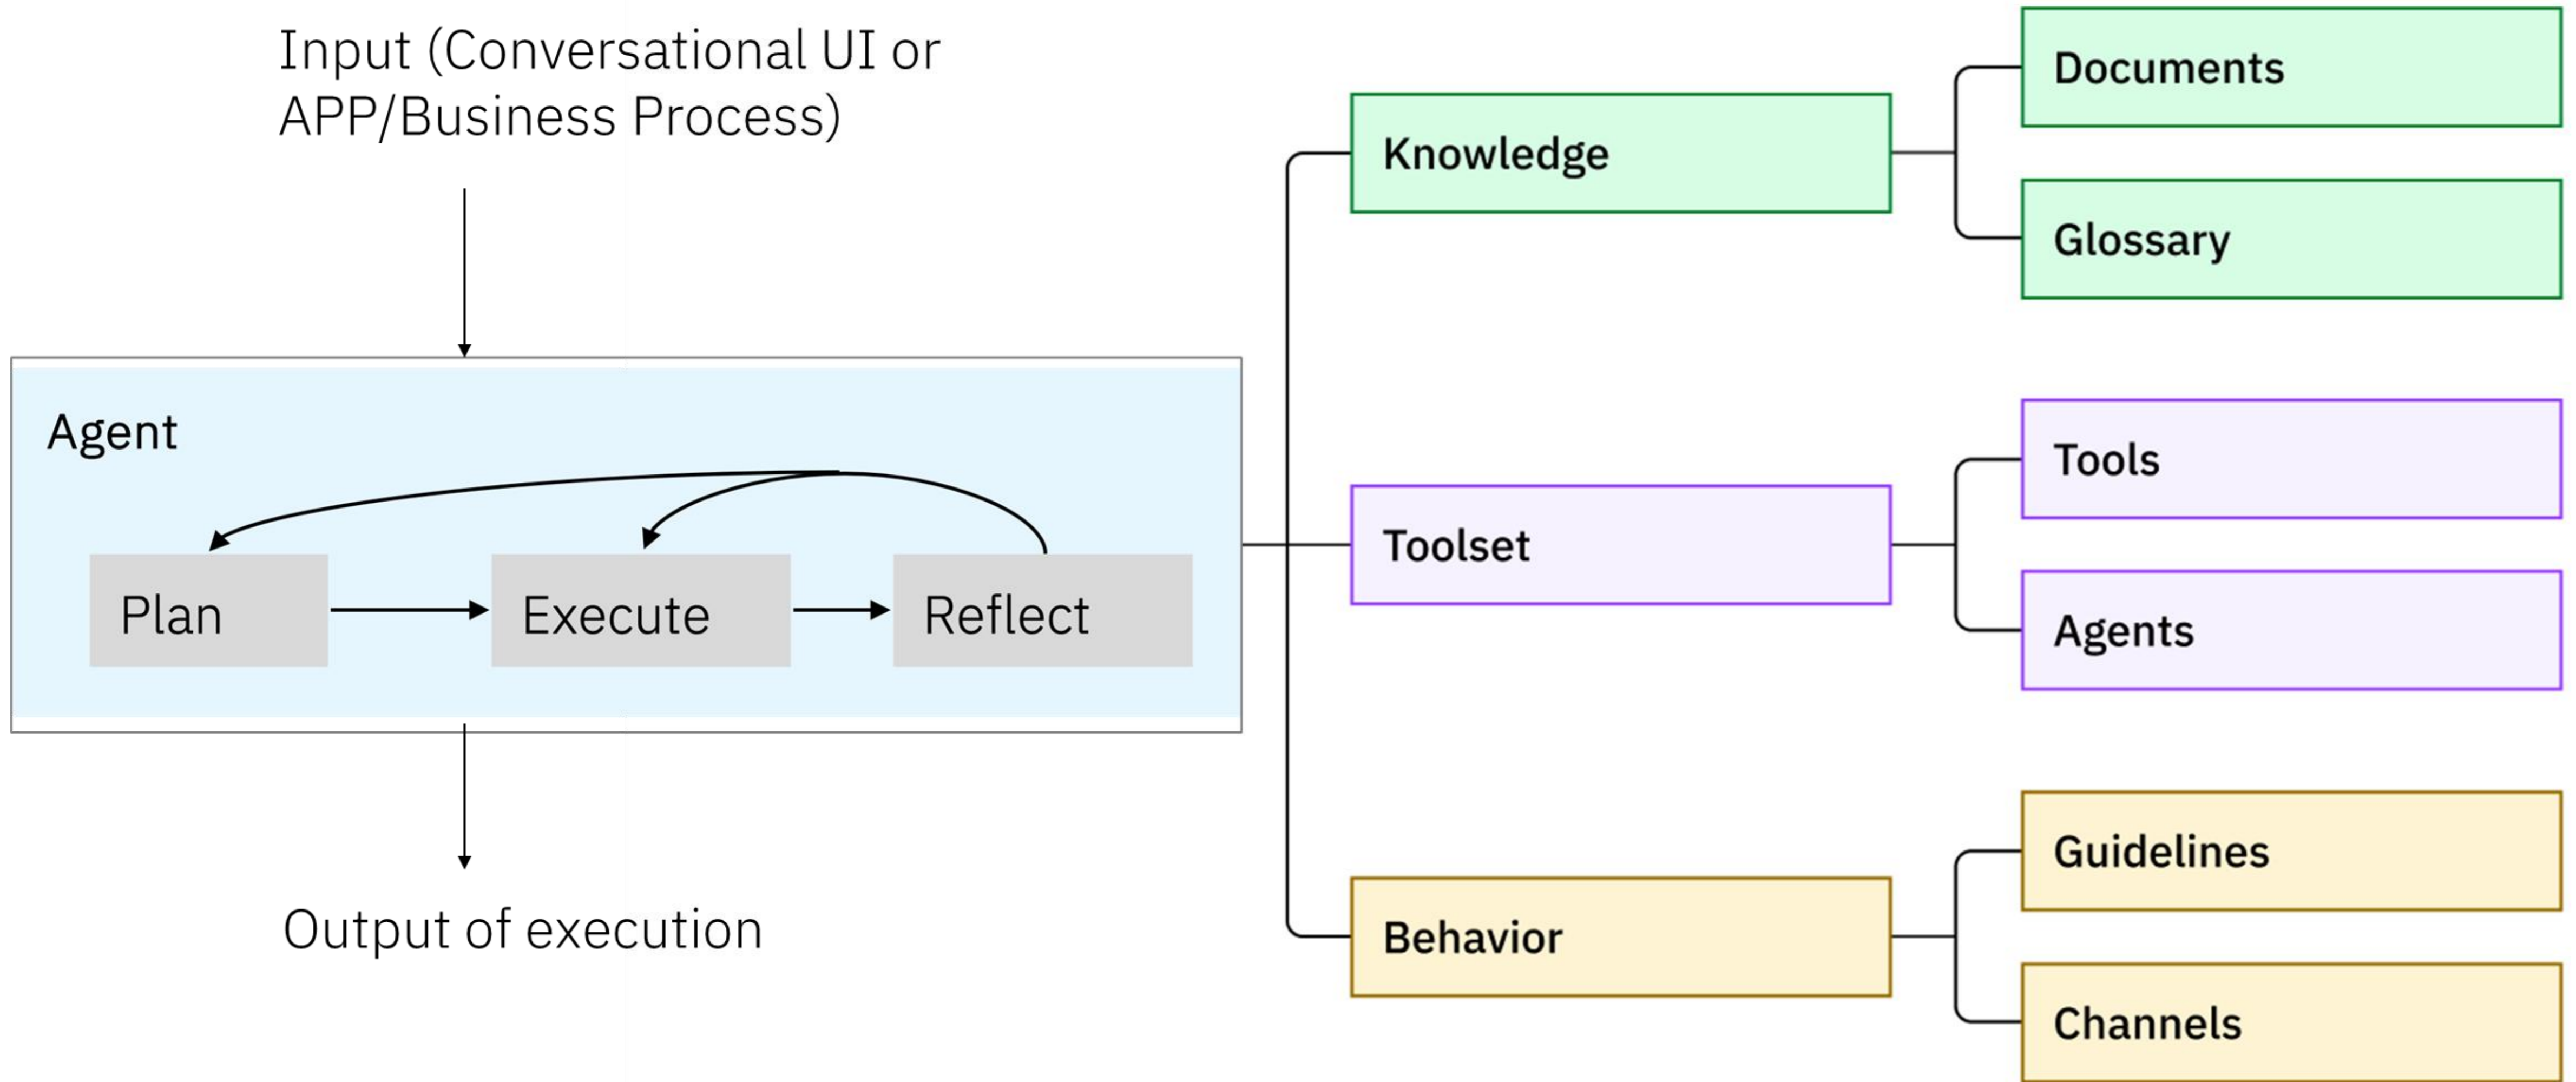 Input (Conversational UI or
APP/Business Process)
Agent
Plan
Execute
Reflect
Output of execution
Knowledge
Documents
Glossary
Toolset
Tools
Agents
Behavior
Guidelines
Channels